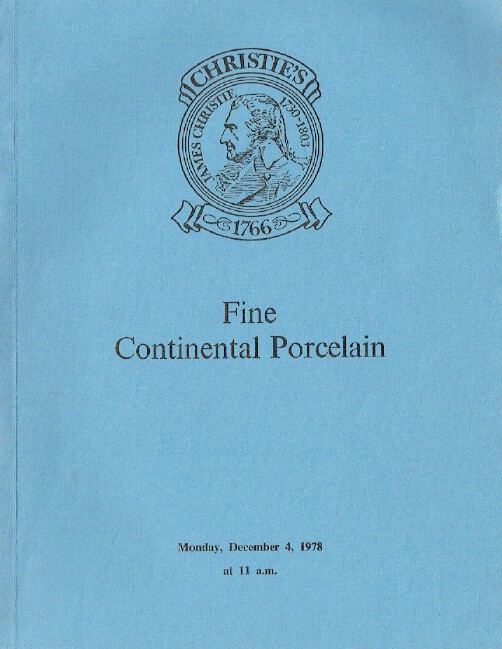 CHRISTIE'S
JAMES CHRISTIE 1730-1803
1766
Fine
Continental Porcelain
Monday, December 4, 1978
at 11 a.m.